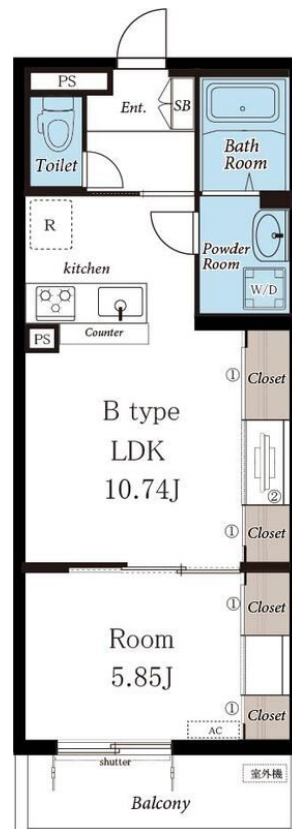 PS
Ent.
SB
Toilet
Bath
Room
R
Powder
Room
W/D
kitchen
Counter
PS
①
Closet
B type
LDK
10.74J
②
①
Closet
①
Closet
Room
5.85J
①
Closet
AC
shutter
室外機
Balcony